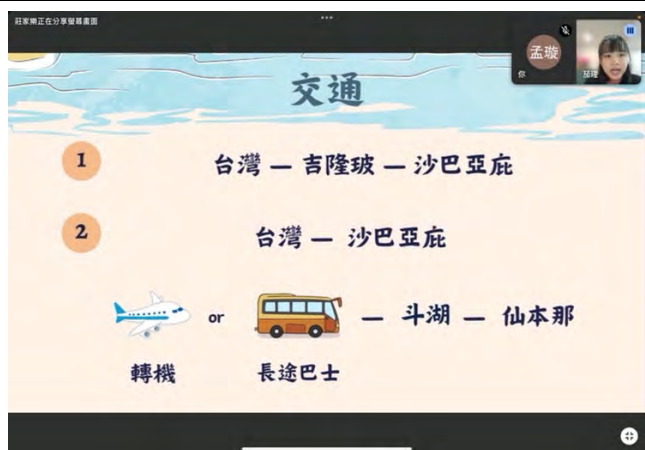 莊家樂正在分享螢幕畫面
孟璇
你
交通
1
台灣 — 吉隆玻 — 沙巴亞庇
2
台灣 — 沙巴亞庇
or
— 斗湖 — 仙本那
轉機
長途巴士